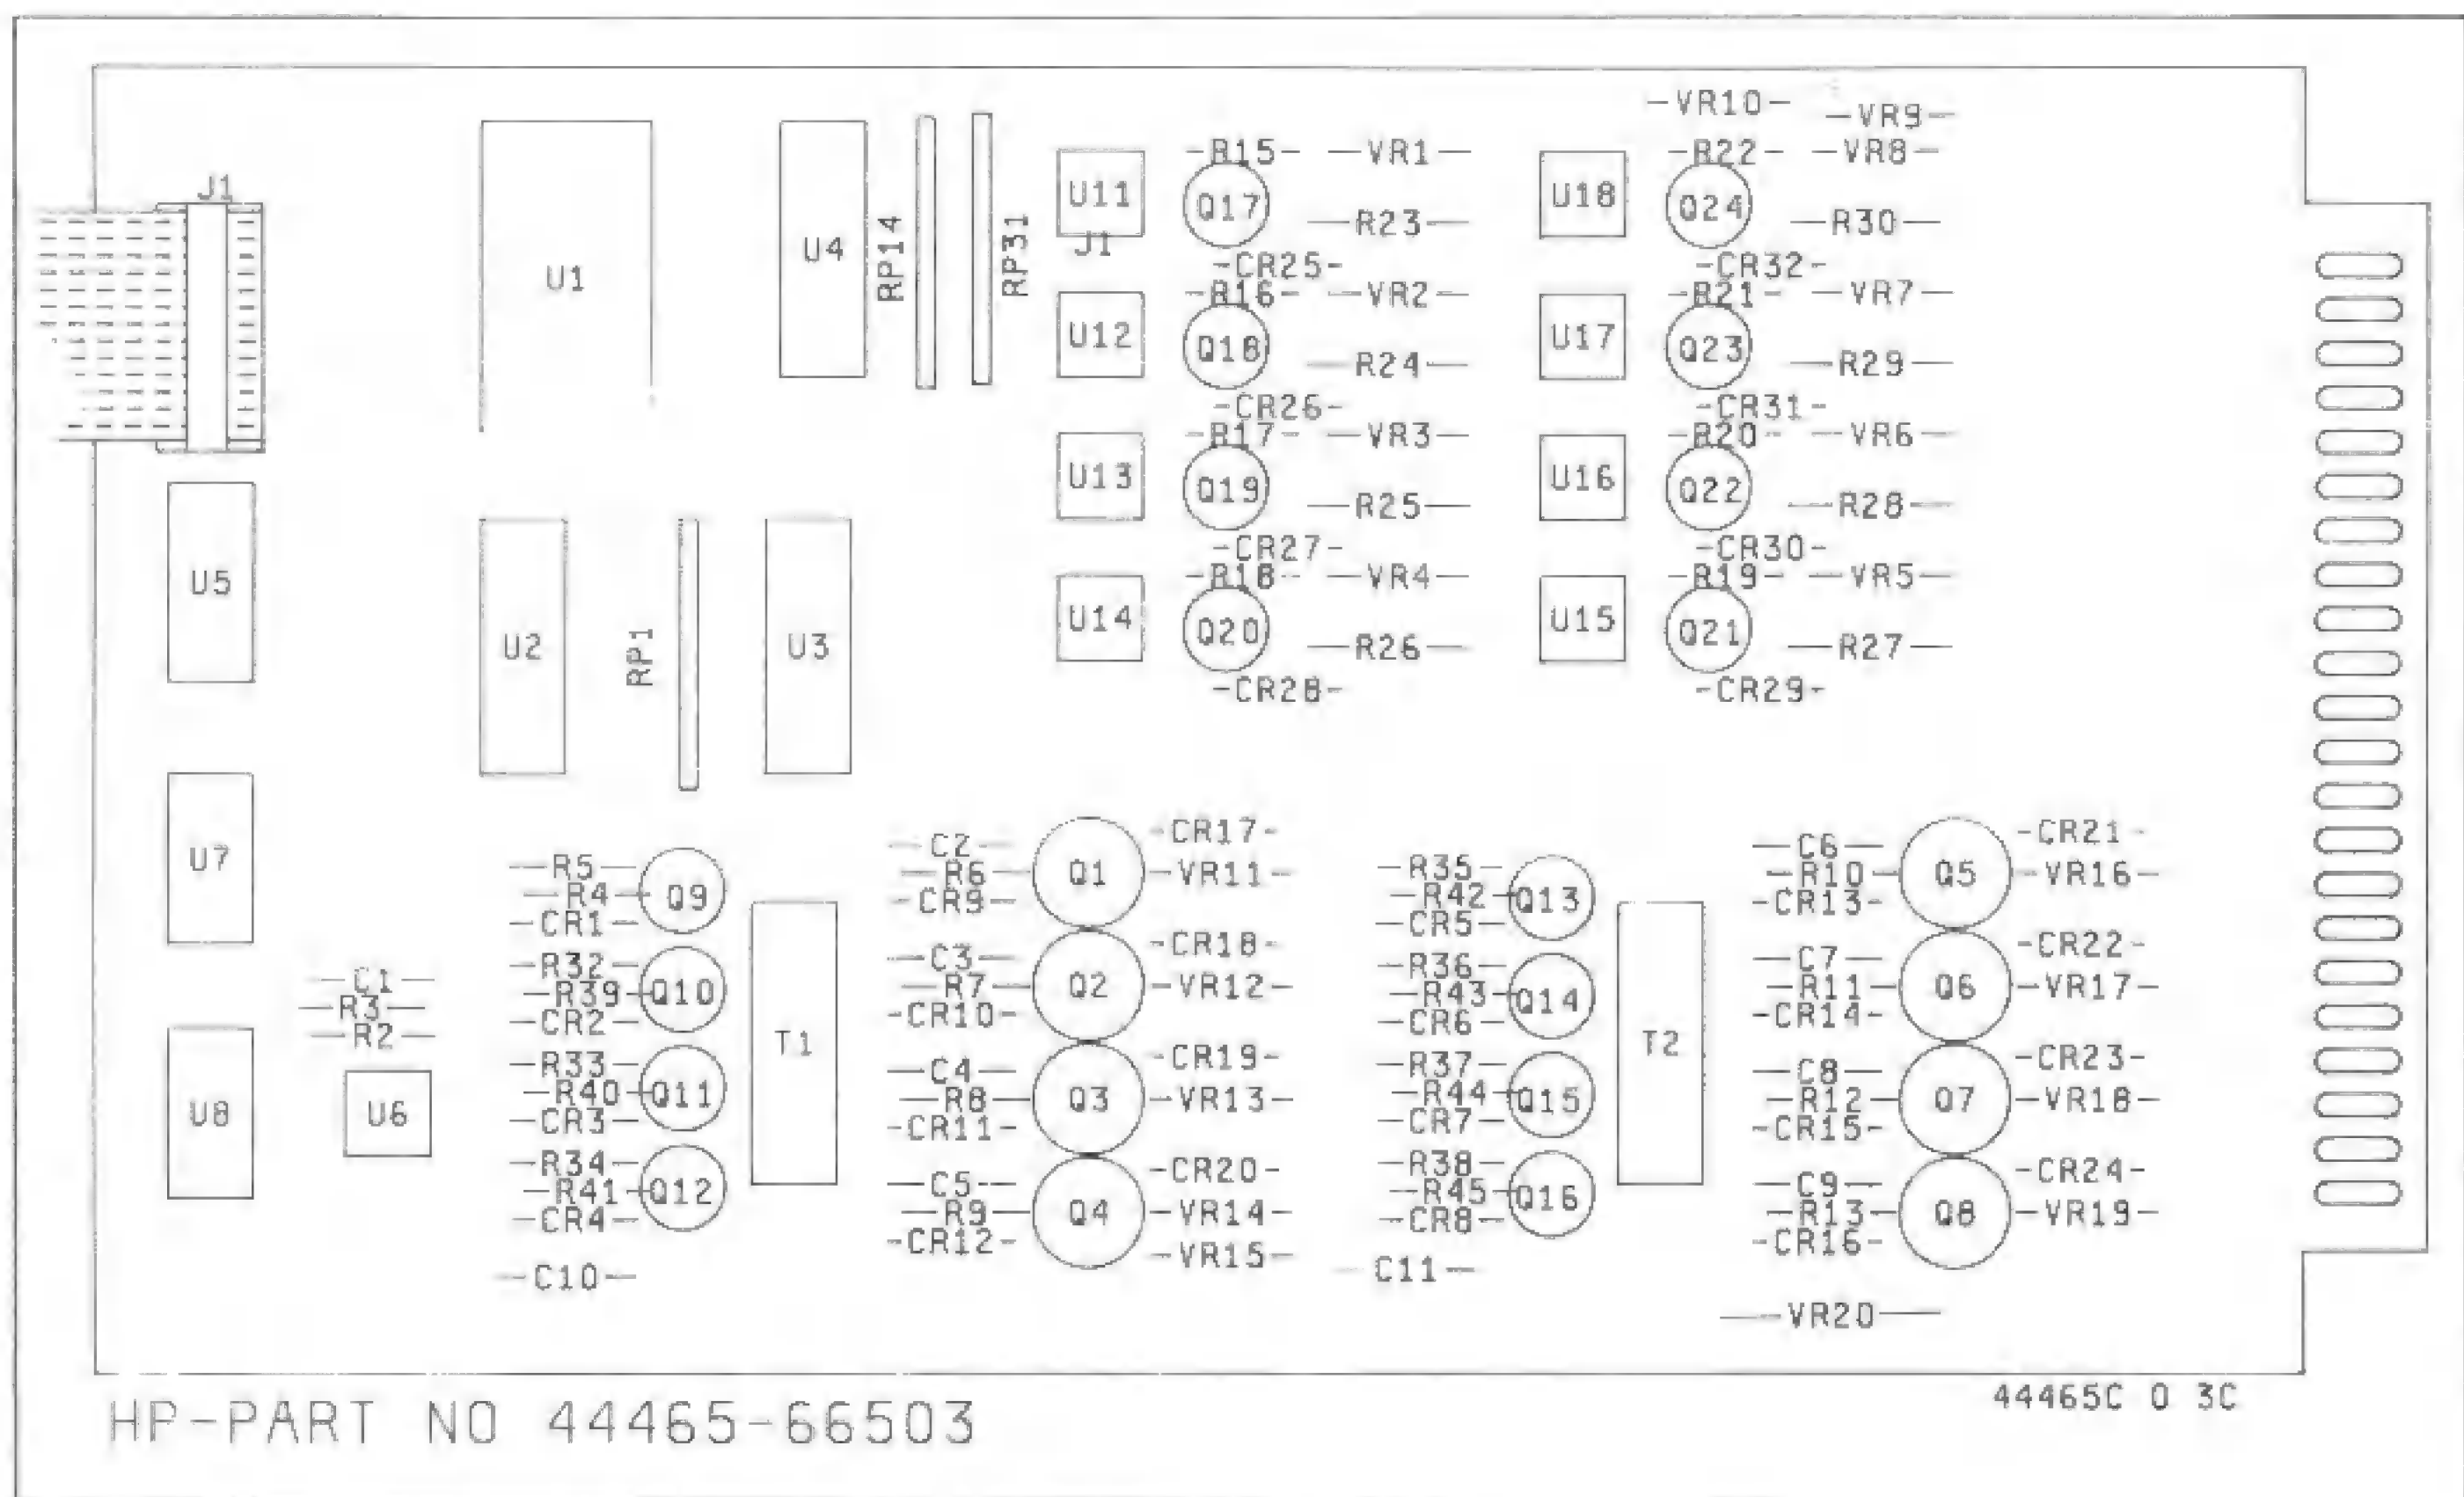 -VR10-
-VR9-
-R15- -VR1-
-R22- -VR8-
J1
U11
Q17
U18
Q24
-R23-
-R30-
J1
U1
U4
RP14
RP31
-CR25-
-CR32-
-R16- -VR2-
-R21- -VR7-
U12
Q18
U17
Q23
-R24-
-R29-
-CR26-
-CR31-
-R17- -VR3-
-R20- -VR6-
U13
Q19
U16
Q22
-R25-
-R28-
-CR27-
-CR30-
-R18- -VR4-
-R19- -VR5-
U5
U14
Q20
U15
Q21
U2
RP1
U3
-R26-
-R27-
-CR28-
-CR29-
U7
-R5-
-R4-
-CR1-
Q9
-C2-
-R6-
-CR9-
Q1
-CR17-
-VR11-
-R35-
-R42-
-CR5-
Q13
-C6-
-R10-
-CR13-
Q5
-CR21-
-VR16-
-C1-
-R3-
-R2-
-R32-
-R39-
-CR2-
Q10
-C3-
-R7-
-CR10-
Q2
-CR18-
-VR12-
-R36-
-R43-
-CR6-
Q14
-C7-
-R11-
-CR14-
Q6
-CR22-
-VR17-
T1
T2
U8
U6
-R33-
-R40-
-CR3-
Q11
-C4-
-R8-
-CR11-
Q3
-CR19-
-VR13-
-R37-
-R44-
-CR7-
Q15
-C8-
-R12-
-CR15-
Q7
-CR23-
-VR18-
-R34-
-R41-
-CR4-
Q12
-C5-
-R9-
-CR12-
Q4
-CR20-
-VR14-
-VR15-
-R38-
-R45-
-CR8-
Q16
-C9-
-R13-
-CR16-
Q8
-CR24-
-VR19-
-C10-
-C11-
-VR20-
44465C 0 3C
HP-PART NO 44465-66503